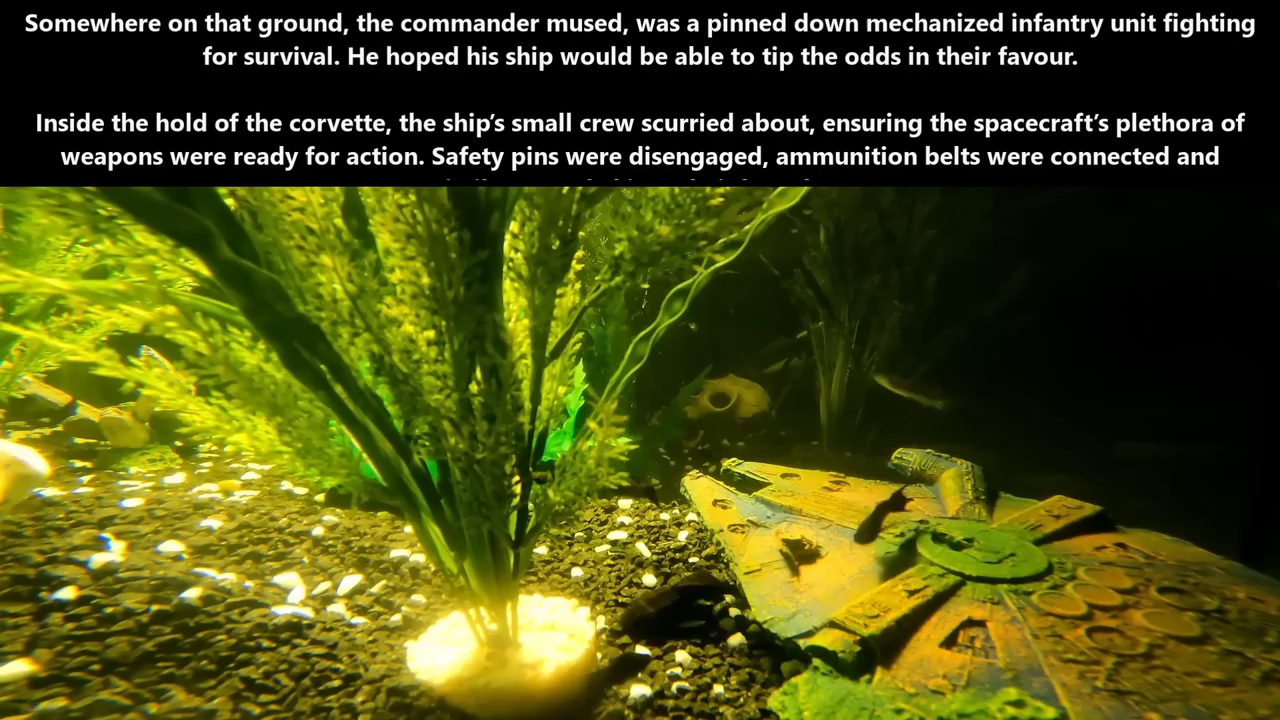 Somewhere on that ground, the commander mused, was a pinned down mechanized infantry unit fighting
for survival. He hoped his ship would be able to tip the odds in their favour.
Inside the hold of the corvette, the ship’s small crew scurried about, ensuring the spacecraft’s plethora of
weapons were ready for action. Safety pins were disengaged, ammunition belts were connected and